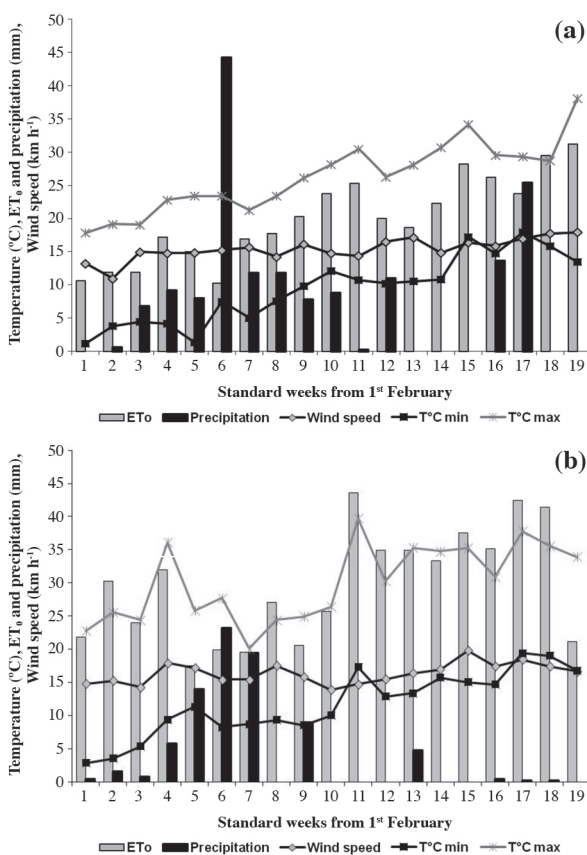 (a)
Temperature (°C), ET₀ and precipitation (mm),
Wind speed (km h⁻¹)
50
45
40
35
30
25
20
15
10
5
0
1 2 3 4 5 6 7 8 9 10 11 12 13 14 15 16 17 18 19
Standard weeks from 1ˢᵗ February
ETo Precipitation Wind speed T°C min T°C max
(b)
Temperature (°C), ET₀ and precipitation (mm),
Wind speed (km h⁻¹)
50
45
40
35
30
25
20
15
10
5
0
1 2 3 4 5 6 7 8 9 10 11 12 13 14 15 16 17 18 19
Standard weeks from 1ˢᵗ February
ETo Precipitation Wind speed T°C min T°C max